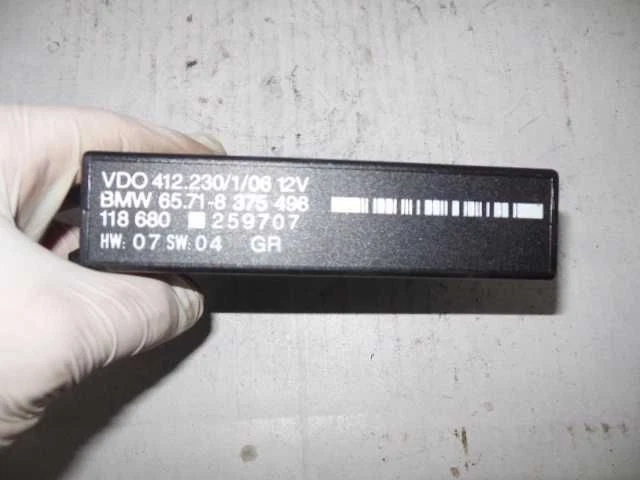 VDO 412.230/1/06 12V
BMW 65.71-8 375 496
118 680 259707
HW: 07 SW: 04 GR